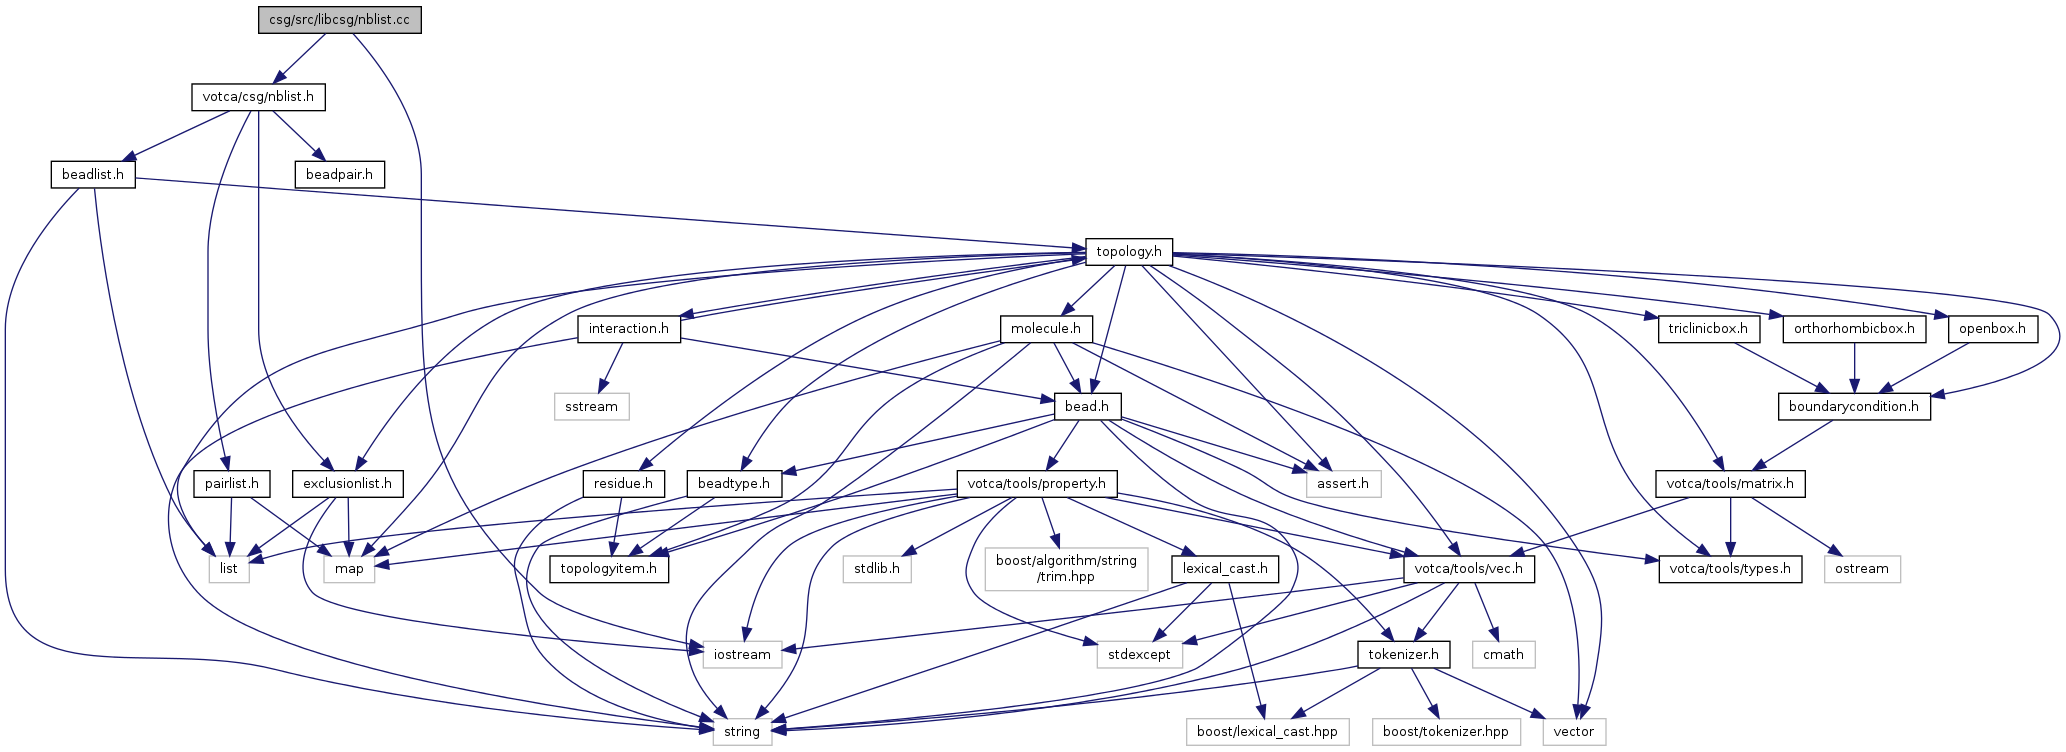 csg/src/libcsg/nblist.cc
votca/csg/nblist.h
beadlist.h
beadpair.h
topology.h
interaction.h
molecule.h
triclinicbox.h
orthorhombicbox.h
openbox.h
sstream
bead.h
boundarycondition.h
pairlist.h
exclusionlist.h
residue.h
beadtype.h
votca/tools/property.h
assert.h
votca/tools/matrix.h
list
map
topologyitem.h
stdlib.h
boost/algorithm/string
/trim.hpp
lexical_cast.h
votca/tools/vec.h
votca/tools/types.h
ostream
iostream
stdexcept
tokenizer.h
cmath
string
boost/lexical_cast.hpp
boost/tokenizer.hpp
vector